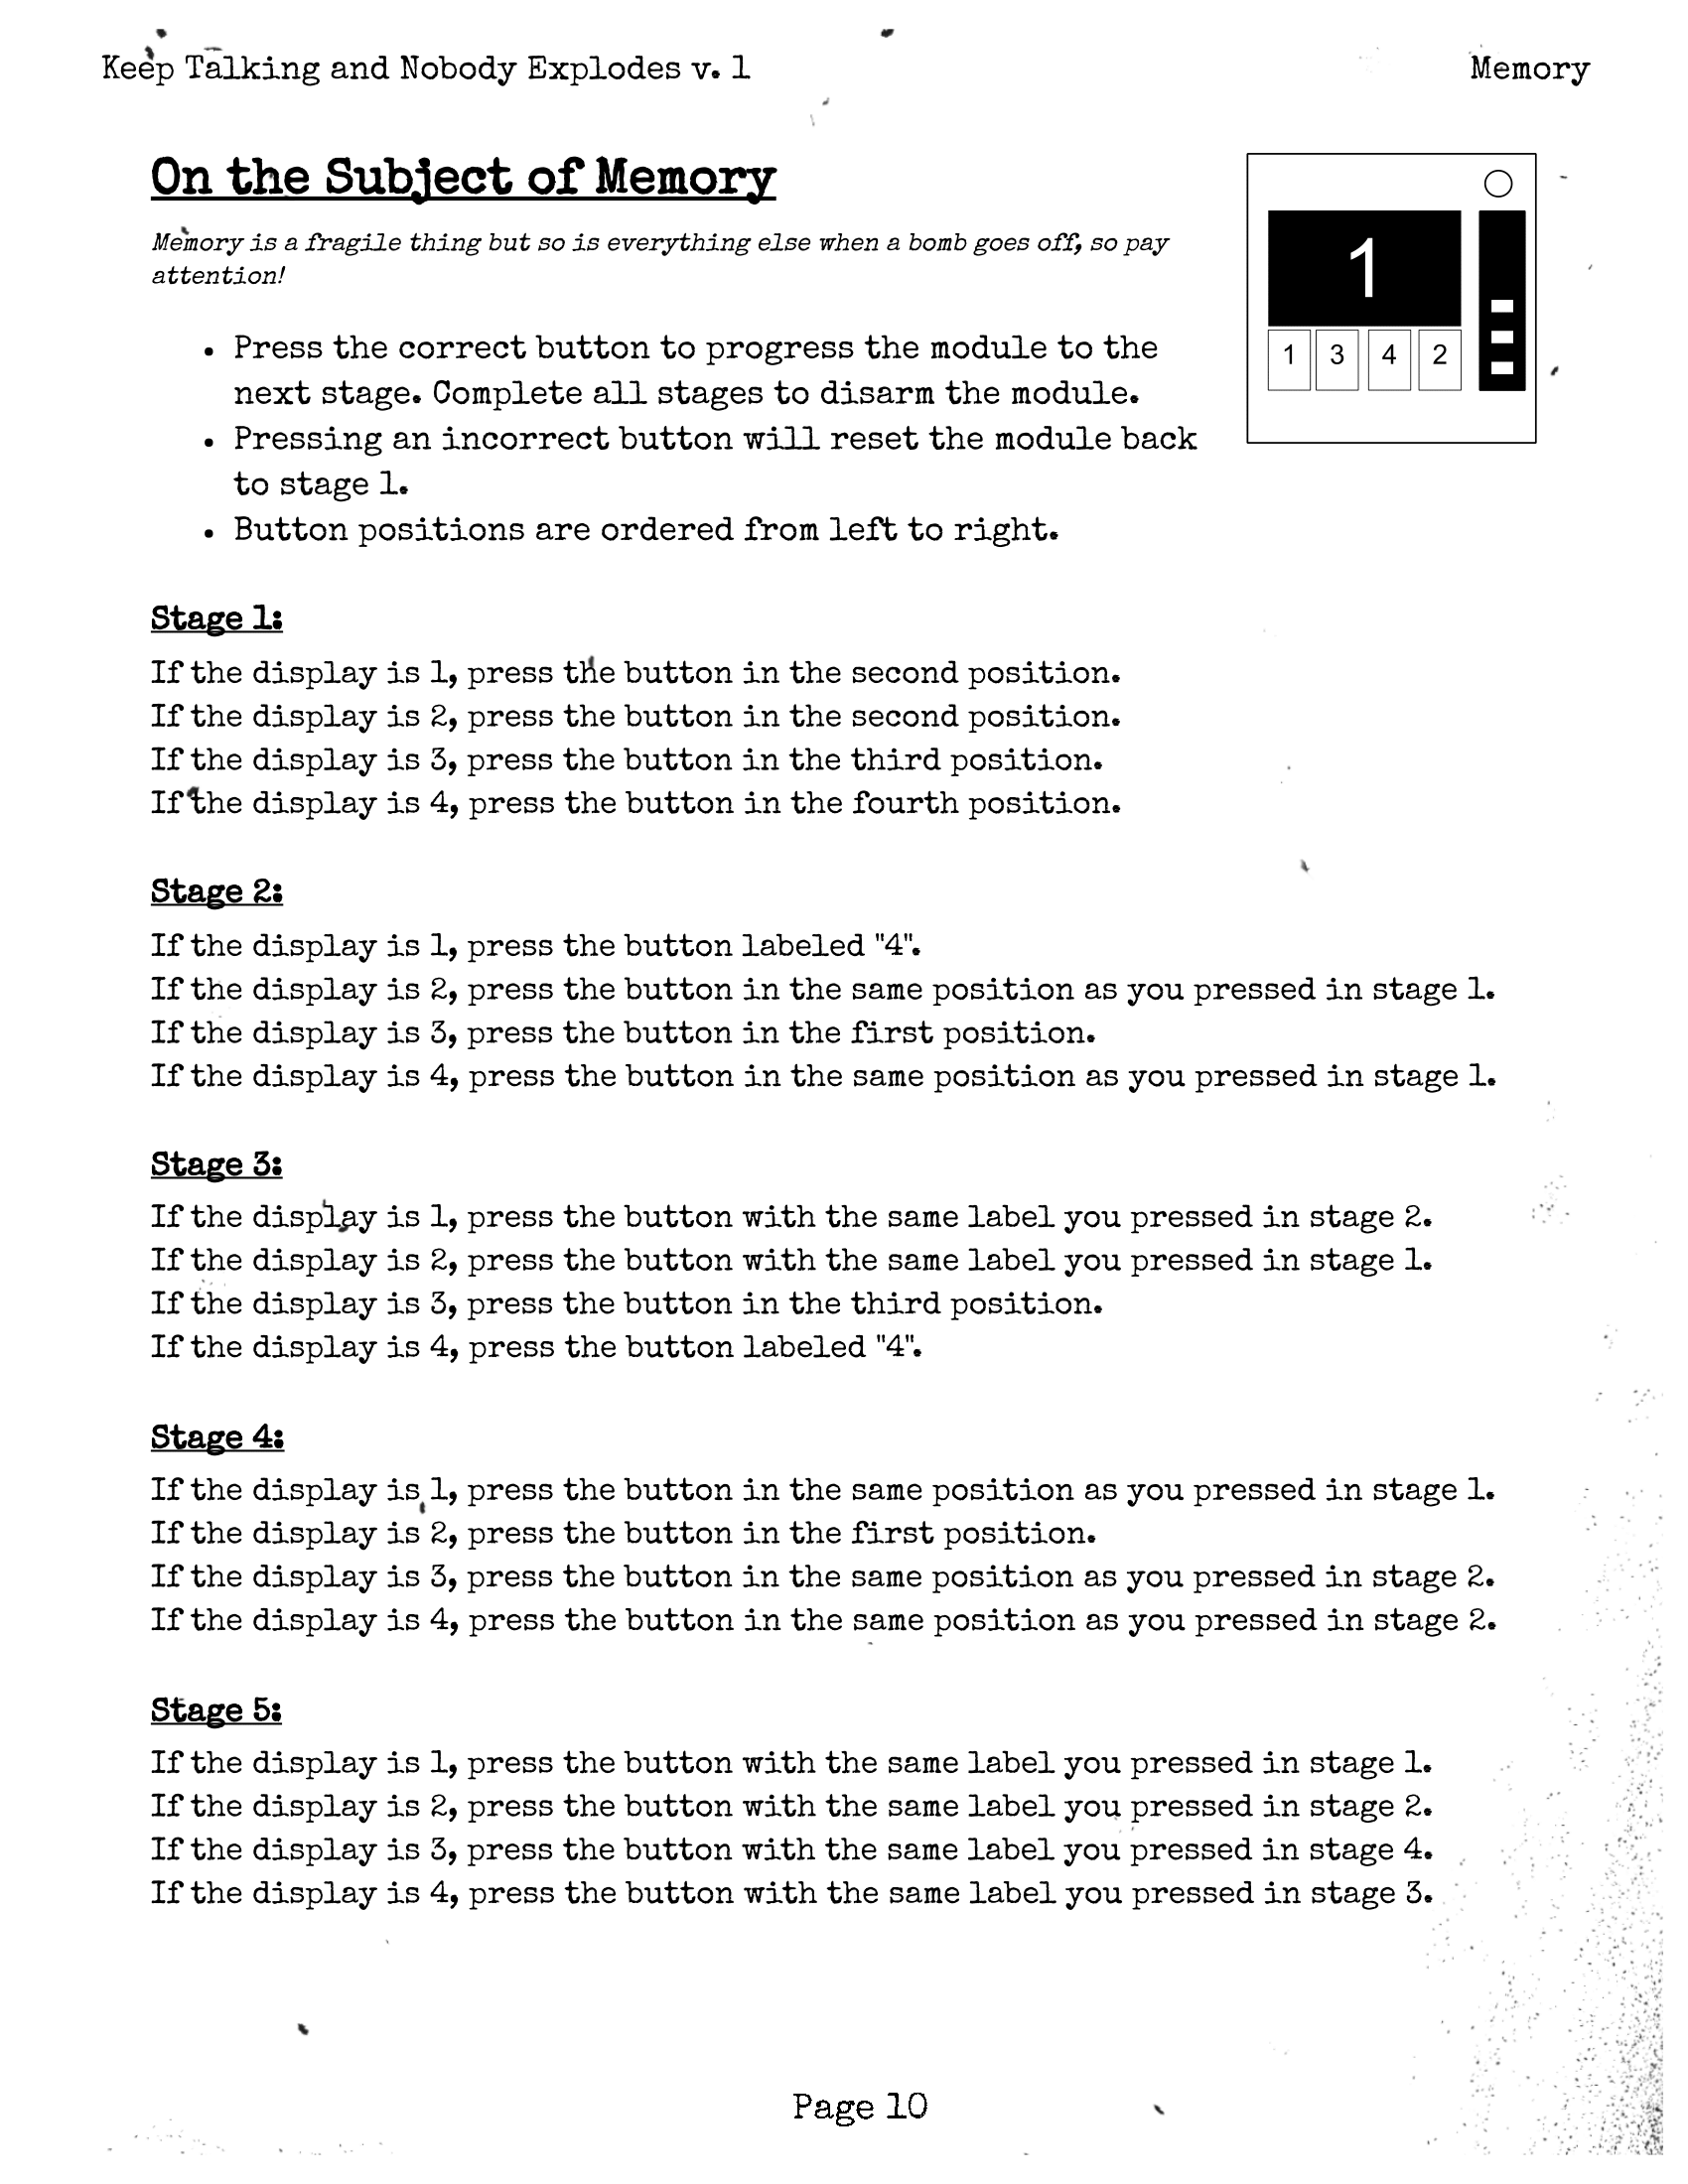 Keep Talking and Nobody Explodes v. 1
Memory
On the Subject of Memory
Memory is a fragile thing but so is everything else when a bomb goes off, so pay
attention!
1
1 3 4 2
• Press the correct button to progress the module to the
next stage. Complete all stages to disarm the module.
• Pressing an incorrect button will reset the module back
to stage 1.
• Button positions are ordered from left to right.
Stage 1:
If the display is 1, press the button in the second position.
If the display is 2, press the button in the second position.
If the display is 3, press the button in the third position.
If the display is 4, press the button in the fourth position.
Stage 2:
If the display is 1, press the button labeled "4".
If the display is 2, press the button in the same position as you pressed in stage 1.
If the display is 3, press the button in the first position.
If the display is 4, press the button in the same position as you pressed in stage 1.
Stage 3:
If the display is 1, press the button with the same label you pressed in stage 2.
If the display is 2, press the button with the same label you pressed in stage 1.
If the display is 3, press the button in the third position.
If the display is 4, press the button labeled "4".
Stage 4:
If the display is 1, press the button in the same position as you pressed in stage 1.
If the display is 2, press the button in the first position.
If the display is 3, press the button in the same position as you pressed in stage 2.
If the display is 4, press the button in the same position as you pressed in stage 2.
Stage 5:
If the display is 1, press the button with the same label you pressed in stage 1.
If the display is 2, press the button with the same label you pressed in stage 2.
If the display is 3, press the button with the same label you pressed in stage 4.
If the display is 4, press the button with the same label you pressed in stage 3.
Page 10